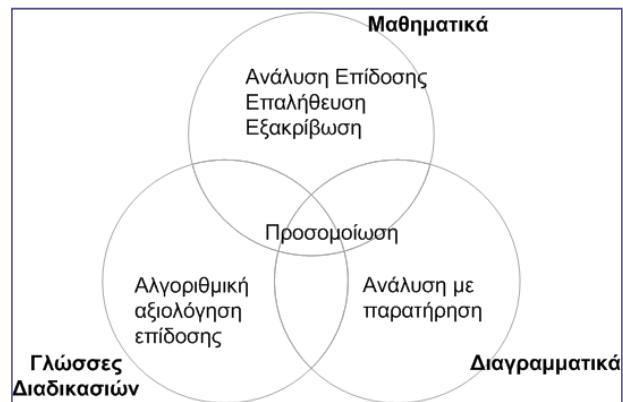 Μαθηματικά
Ανάλυση Επίδοσης
Επαλήθευση
Εξακρίβωση
Προσομοίωση
Αλγοριθμική
αξιολόγηση
επίδοσης
Ανάλυση με
παρατήρηση
Γλώσσες
Διαδικασιών
Διαγραμματικά